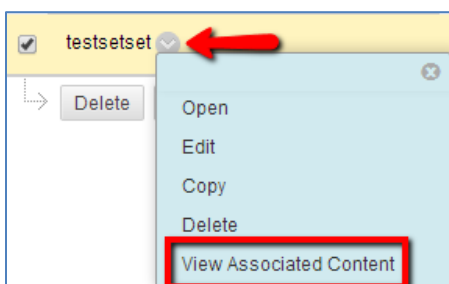 testsetset
Delete
Open
Edit
Copy
Delete
View Associated Content